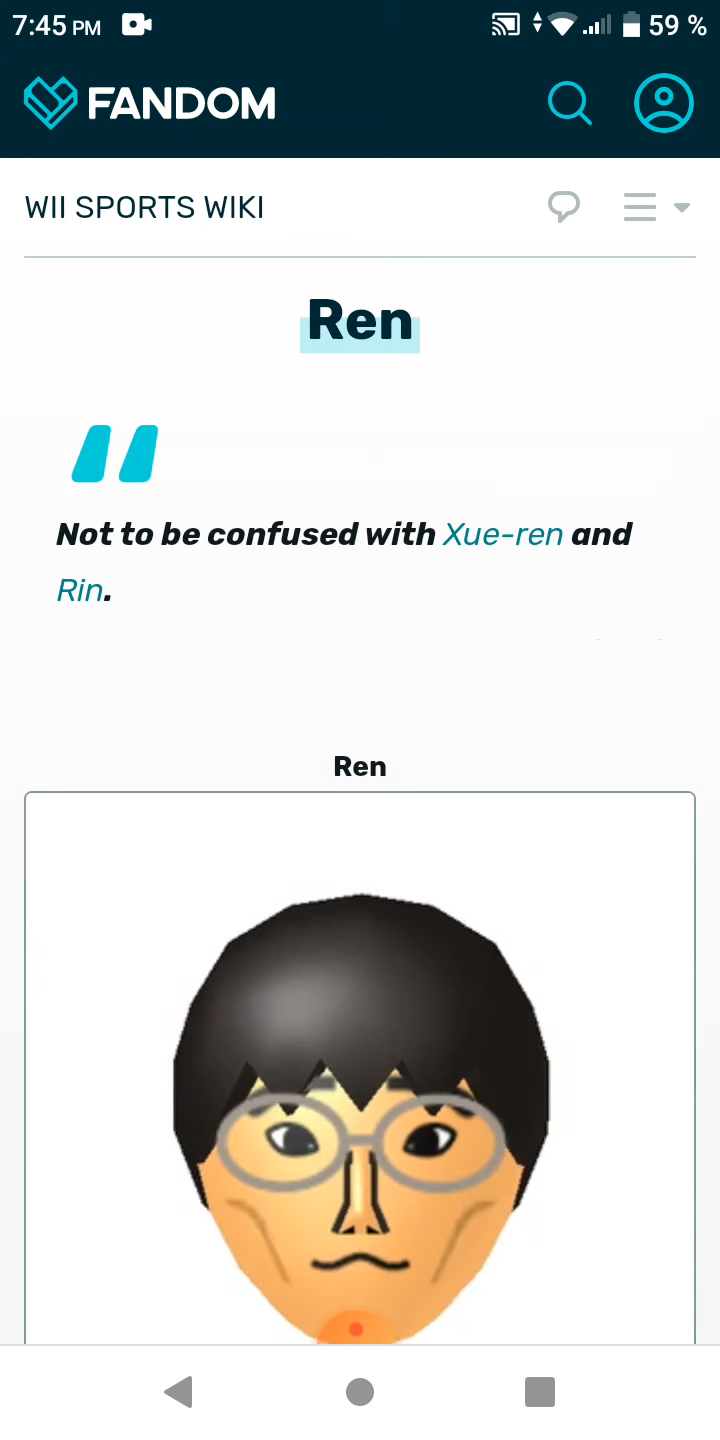 7:45 PM
59 %
FANDOM
WII SPORTS WIKI
Ren
Not to be confused with Xue-ren and
Rin.
Ren